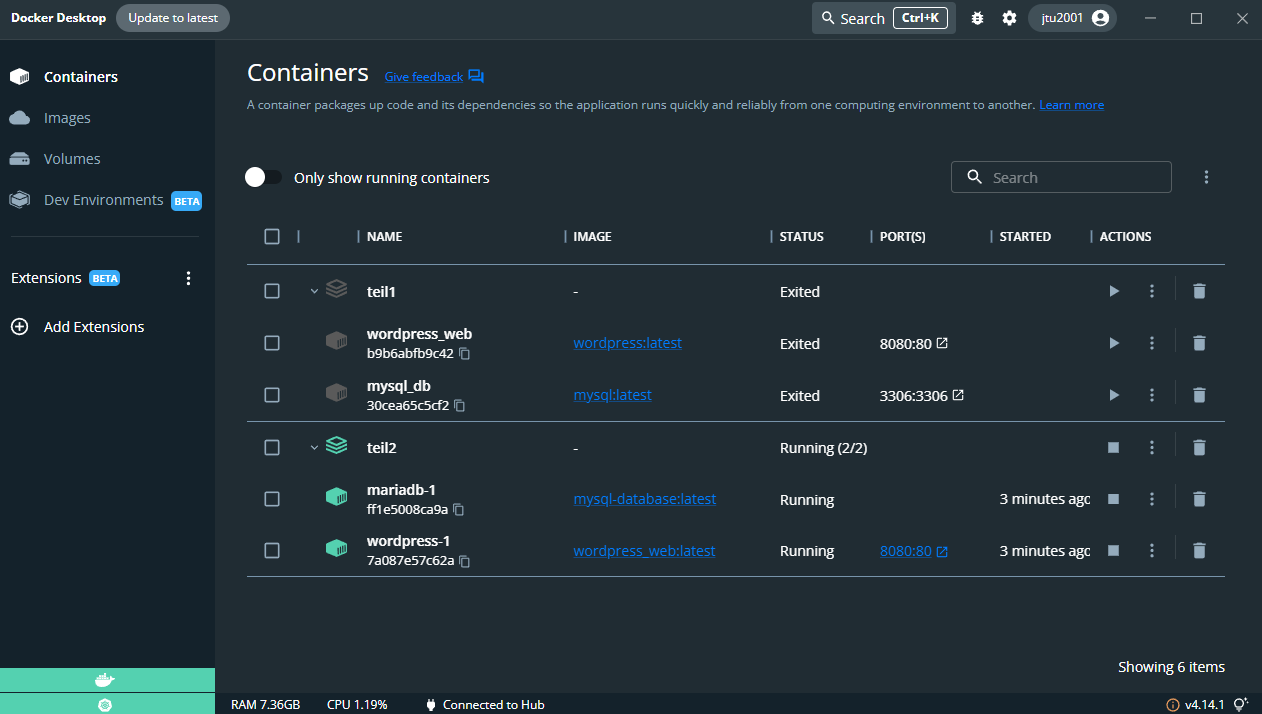 Docker Desktop Update to latest Search Ctrl+K jtu2001
Containers
Images
Volumes
Dev Environments BETA
Extensions BETA
Add Extensions
Containers Give feedback
A container packages up code and its dependencies so the application runs quickly and reliably from one computing environment to another. Learn more
Only show running containers Search
NAME IMAGE STATUS PORT(S) STARTED ACTIONS
teil1 - Exited
wordpress_web
b9b6abfb9c42 wordpress:latest Exited 8080:80
mysql_db
30cea65c5cf2 mysql:latest Exited 3306:3306
teil2 - Running (2/2)
mariadb-1
ff1e5008ca9a mysql-database:latest Running 3 minutes ago
wordpress-1
7a087e57c62a wordpress_web:latest Running 8080:80 3 minutes ago
Showing 6 items
RAM 7.36GB CPU 1.19% Connected to Hub v4.14.1